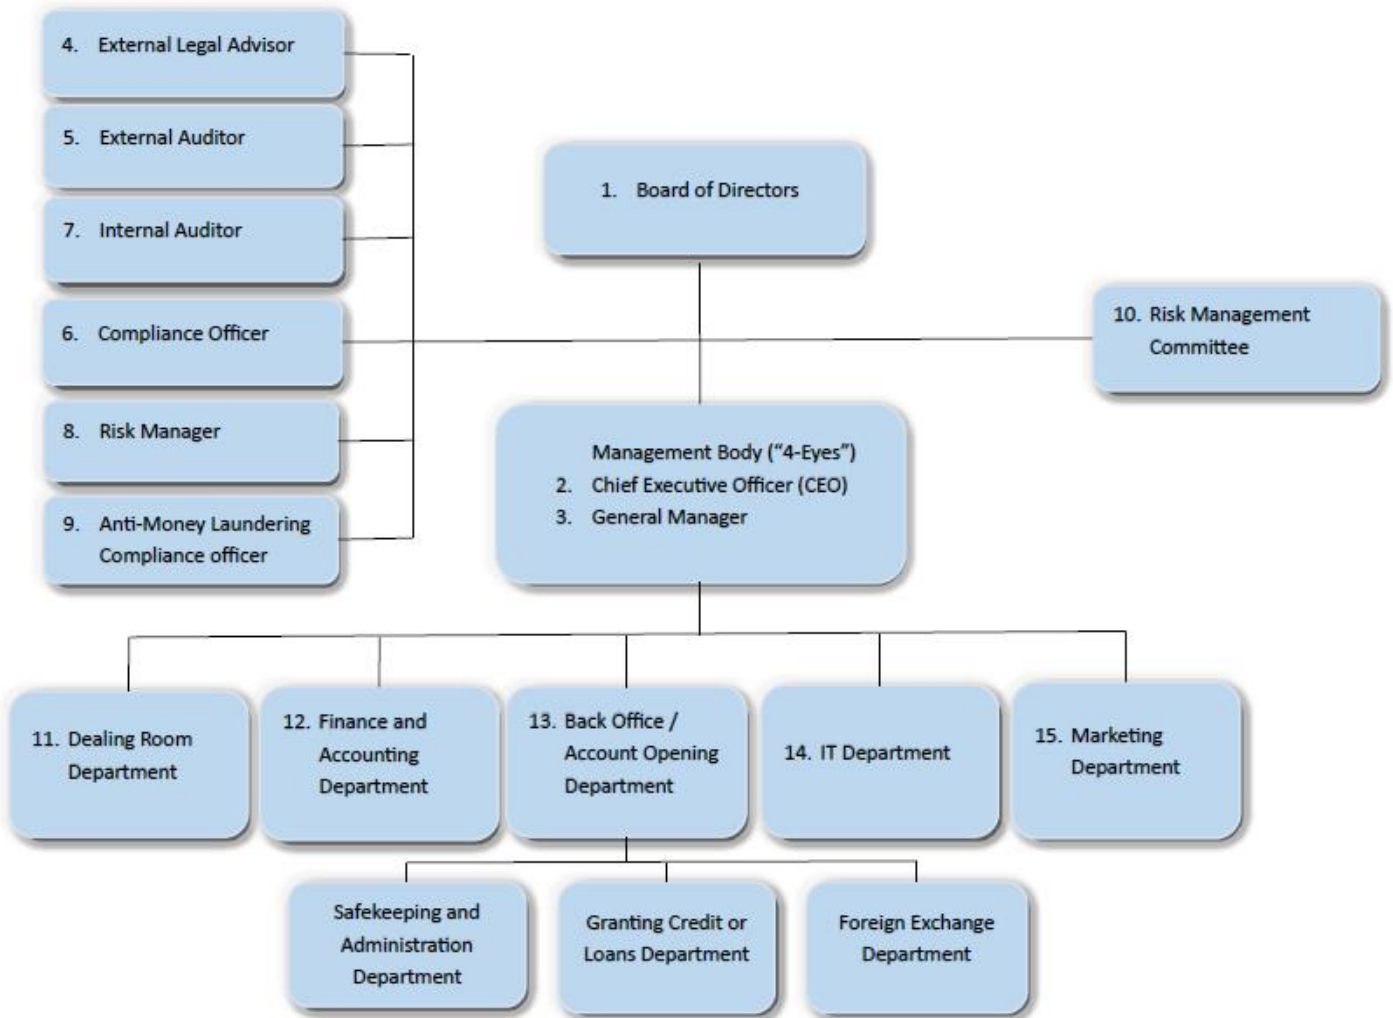 4. External Legal Advisor
5. External Auditor
7. Internal Auditor
6. Compliance Officer
8. Risk Manager
9. Anti-Money Laundering
Compliance officer
1. Board of Directors
10. Risk Management
Committee
Management Body (“4-Eyes”)
2. Chief Executive Officer (CEO)
3. General Manager
11. Dealing Room
Department
12. Finance and
Accounting
Department
13. Back Office /
Account Opening
Department
14. IT Department
15. Marketing
Department
Safekeeping and
Administration
Department
Granting Credit or
Loans Department
Foreign Exchange
Department